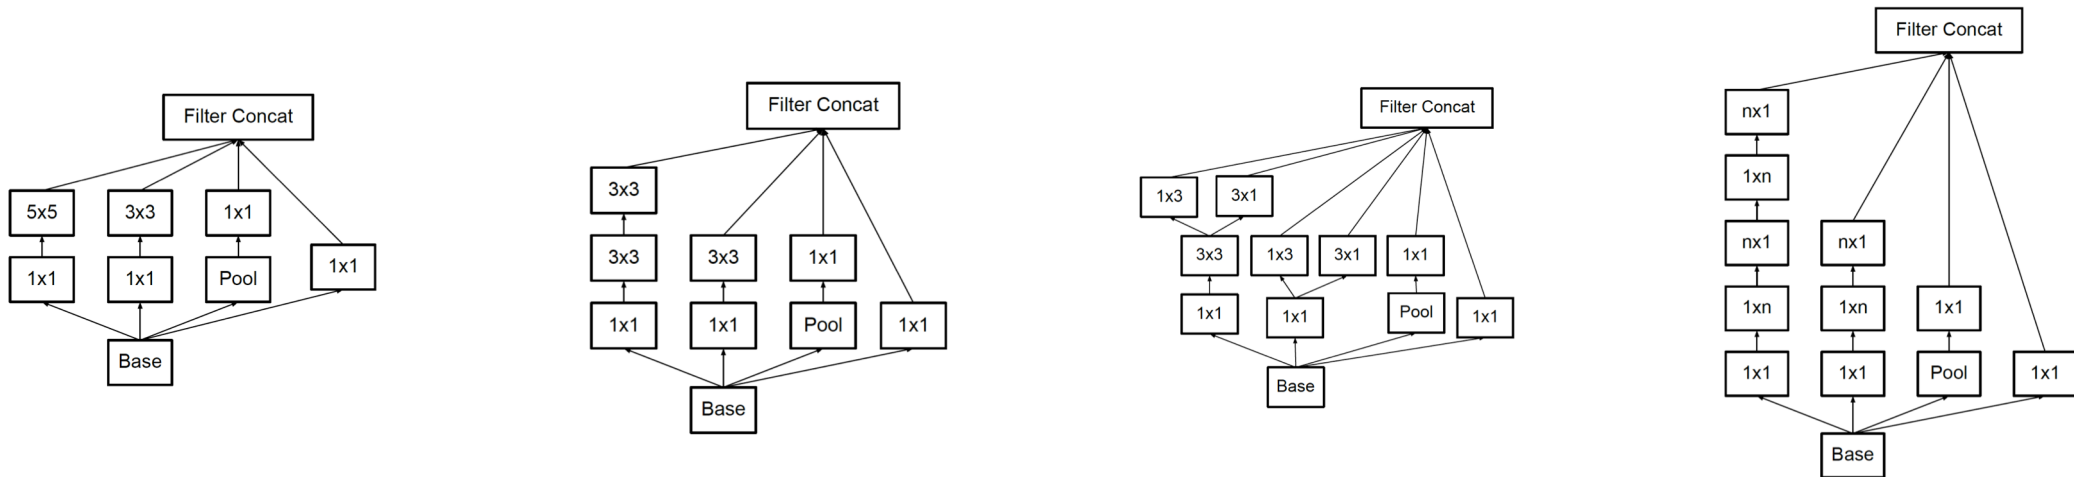 Filter Concat
5x5
3x3
1x1
1x1
1x1
Pool
1x1
Base
Filter Concat
3x3
3x3
3x3
1x1
1x1
1x1
Pool
1x1
Base
Filter Concat
1x3
3x1
3x3
1x3
3x1
1x1
1x1
1x1
Pool
1x1
Base
Filter Concat
nx1
1xn
nx1
nx1
1xn
1xn
1x1
1x1
1x1
Pool
1x1
Base